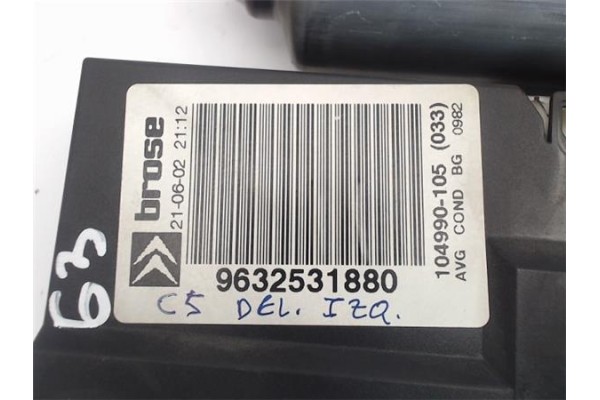 brose
21-06-02 21:12
9632531880
104990-105 (033)
AVG COND BG 0982
C5 DEL. IZQ.
63